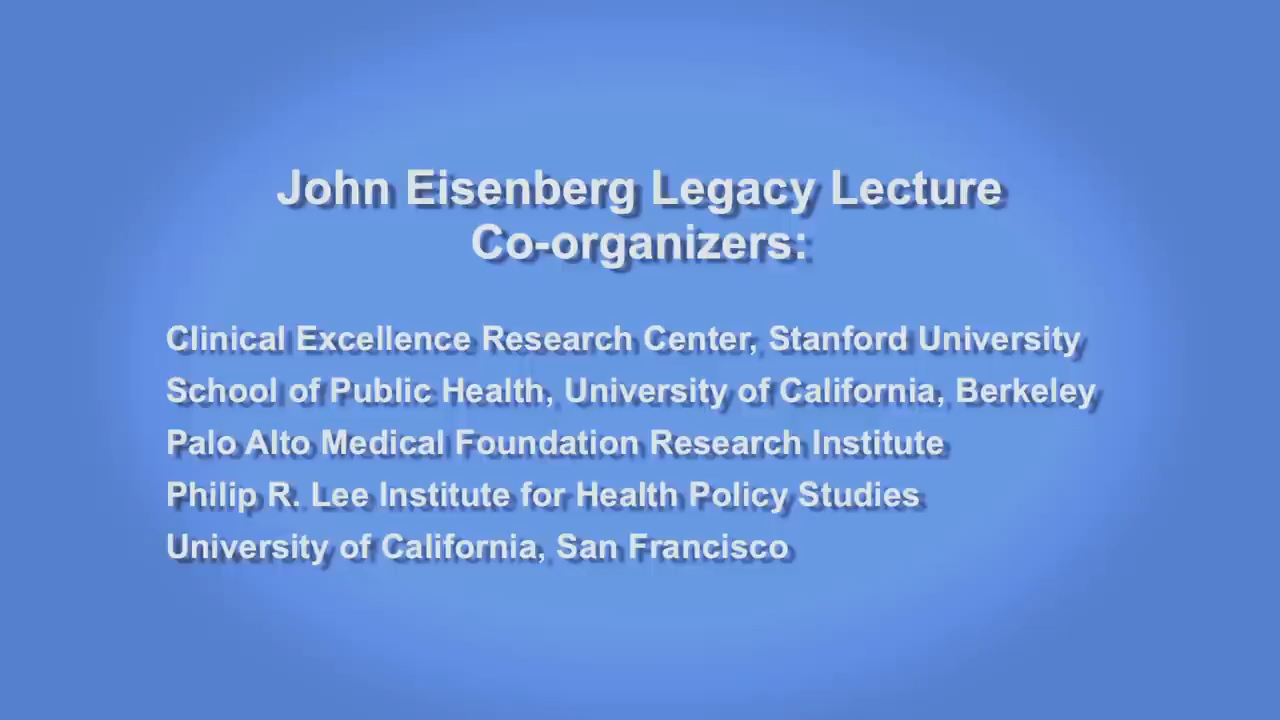 John Eisenberg Legacy Lecture
Co-organizers:
Clinical Excellence Research Center, Stanford University
School of Public Health, University of California, Berkeley
Palo Alto Medical Foundation Research Institute
Philip R. Lee Institute for Health Policy Studies
University of California, San Francisco